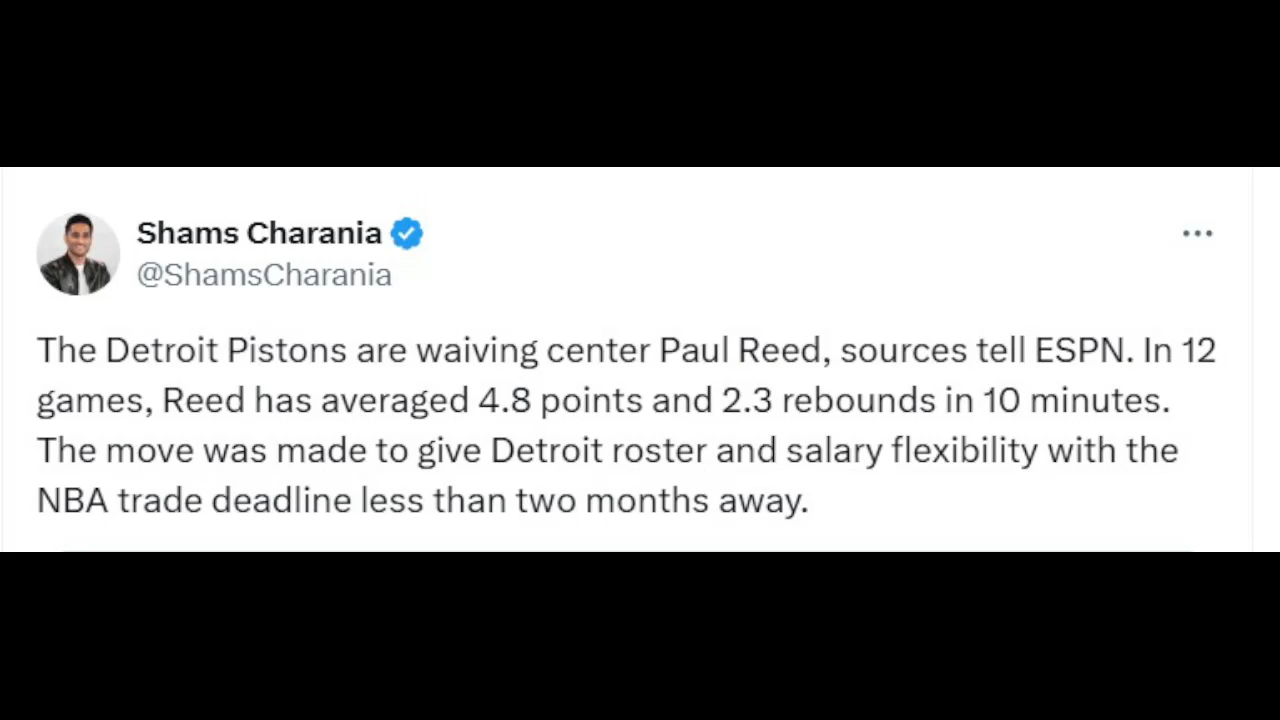 Shams Charania
@ShamsCharania
The Detroit Pistons are waiving center Paul Reed, sources tell ESPN. In 12
games, Reed has averaged 4.8 points and 2.3 rebounds in 10 minutes.
The move was made to give Detroit roster and salary flexibility with the
NBA trade deadline less than two months away.